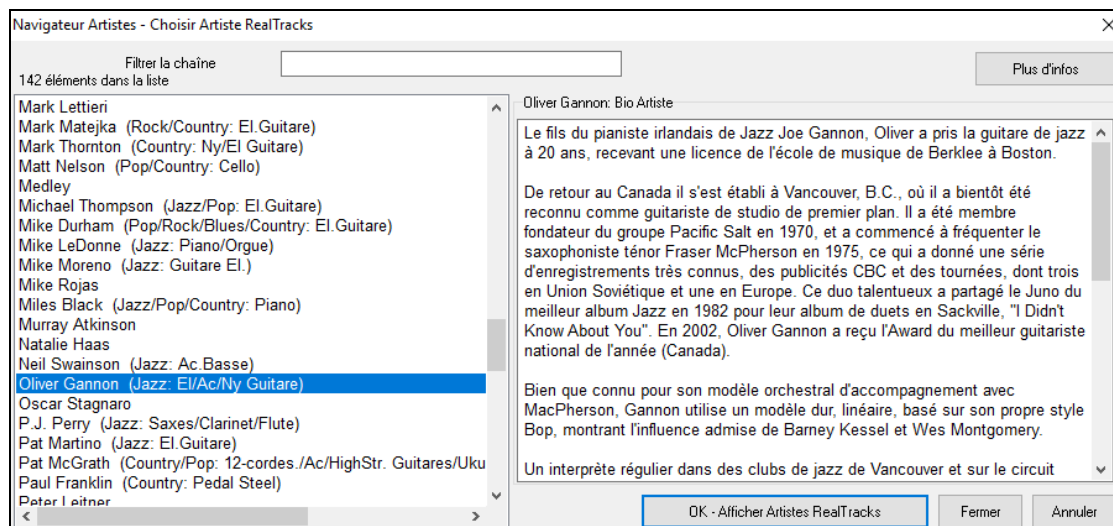 Navigateur Artistes - Choisir Artiste RealTracks
Filtrer la chaîne
142 éléments dans la liste
Plus d'infos
Mark Lettieri
Mark Matejka (Rock/Country: El.Guitare)
Mark Thornton (Country: Ny/El Guitare)
Matt Nelson (Pop/Country: Cello)
Medley
Michael Thompson (Jazz/Pop: El.Guitare)
Mike Durham (Pop/Rock/Blues/Country: El.Guitare)
Mike LeDonne (Jazz: Piano/Orgue)
Mike Moreno (Jazz: Guitare El.)
Mike Rojas
Miles Black (Jazz/Pop/Country: Piano)
Murray Atkinson
Natalie Haas
Neil Swainson (Jazz: Ac.Basse)
Oliver Gannon (Jazz: El/Ac/Ny Guitare)
Oscar Stagnaro
P.J. Perry (Jazz: Saxes/Clarinet/Flute)
Pat Martino (Jazz: El.Guitare)
Pat McGrath (Country/Pop: 12-cordes./Ac/HighStr. Guitares/Uku
Paul Franklin (Country: Pedal Steel)
Peter Leitner
Oliver Gannon: Bio Artiste
Le fils du pianiste irlandais de Jazz Joe Gannon, Oliver a pris la guitare de jazz
à 20 ans, recevant une licence de l'école de musique de Berklee à Boston.
De retour au Canada il s'est établi à Vancouver, B.C., où il a bientôt été
reconnu comme guitariste de studio de premier plan. Il a été membre
fondateur du groupe Pacific Salt en 1970, et a commencé à fréquenter le
saxophoniste ténor Fraser McPherson en 1975, ce qui a donné une série
d'enregistrements très connus, des publicités CBC et des tournées, dont trois
en Union Soviétique et une en Europe. Ce duo talentueux a partagé le Juno du
meilleur album Jazz en 1982 pour leur album de duets en Sackville, "I Didn't
Know About You". En 2002, Oliver Gannon a reçu l'Award du meilleur guitariste
national de l'année (Canada).
Bien que connu pour son modèle orchestral d'accompagnement avec
MacPherson, Gannon utilise un modèle dur, linéaire, basé sur son propre style
Bop, montrant l'influence admise de Barney Kessel et Wes Montgomery.
Un interprète régulier dans des clubs de jazz de Vancouver et sur le circuit
OK - Afficher Artistes RealTracks
Fermer
Annuler